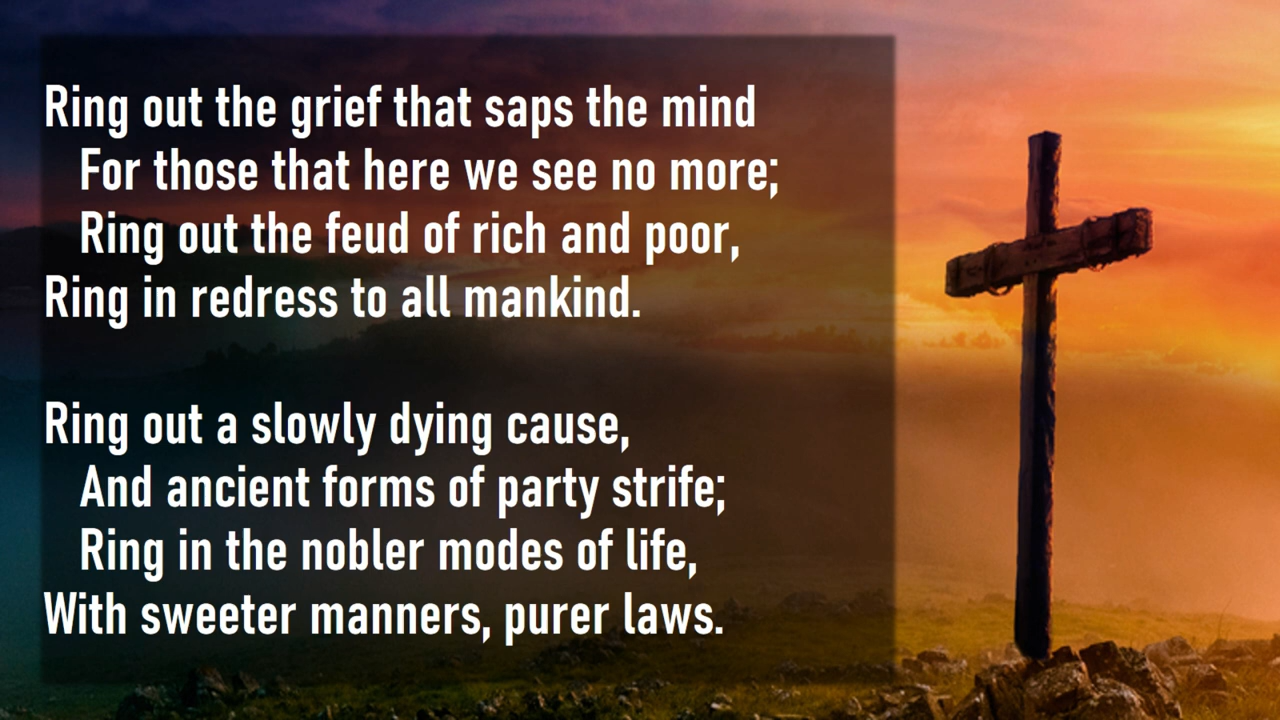 Ring out the grief that saps the mind
For those that here we see no more;
Ring out the feud of rich and poor,
Ring in redress to all mankind.
Ring out a slowly dying cause,
And ancient forms of party strife;
Ring in the nobler modes of life,
With sweeter manners, purer laws.